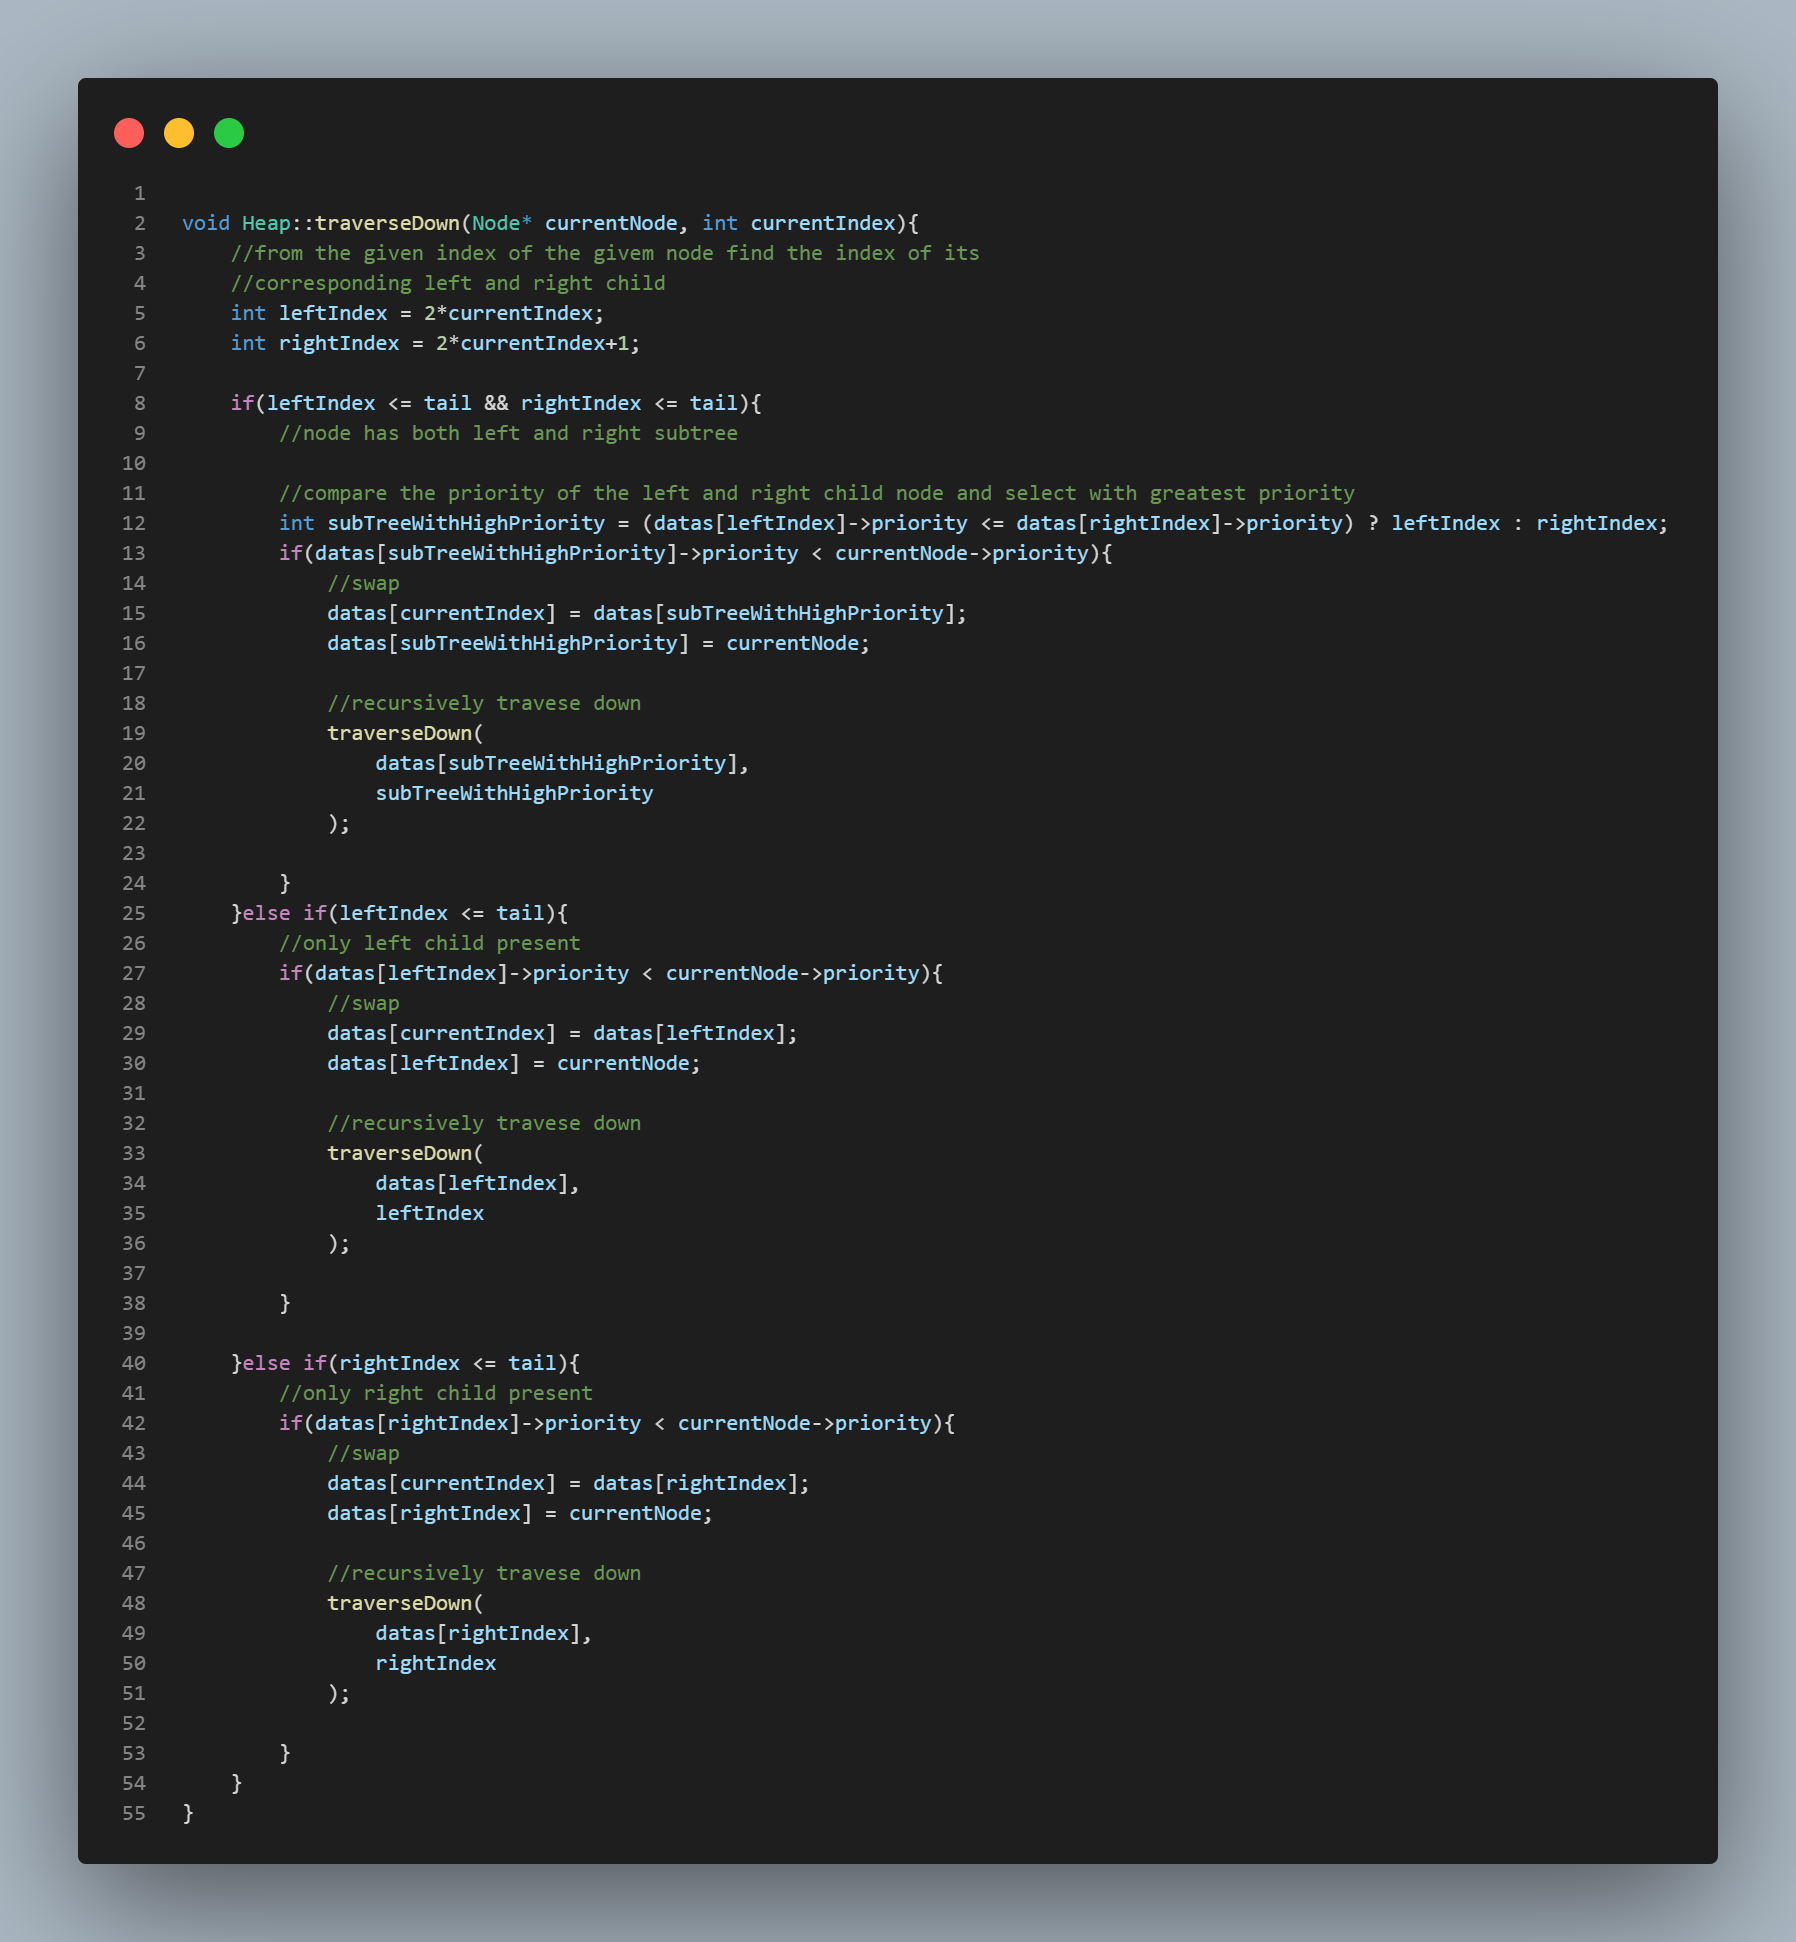 1
2 void Heap::traverseDown(Node* currentNode, int currentIndex){
3     //from the given index of the givem node find the index of its
4     //corresponding left and right child
5     int leftIndex = 2*currentIndex;
6     int rightIndex = 2*currentIndex+1;
7
8     if(leftIndex <= tail && rightIndex <= tail){
9         //node has both left and right subtree
10
11         //compare the priority of the left and right child node and select with greatest priority
12         int subTreeWithHighPriority = (datas[leftIndex]->priority <= datas[rightIndex]->priority) ? leftIndex : rightIndex;
13         if(datas[subTreeWithHighPriority]->priority < currentNode->priority){
14             //swap
15             datas[currentIndex] = datas[subTreeWithHighPriority];
16             datas[subTreeWithHighPriority] = currentNode;
17
18             //recursively travese down
19             traverseDown(
20                 datas[subTreeWithHighPriority],
21                 subTreeWithHighPriority
22             );
23
24         }
25     }else if(leftIndex <= tail){
26         //only left child present
27         if(datas[leftIndex]->priority < currentNode->priority){
28             //swap
29             datas[currentIndex] = datas[leftIndex];
30             datas[leftIndex] = currentNode;
31
32             //recursively travese down
33             traverseDown(
34                 datas[leftIndex],
35                 leftIndex
36             );
37
38         }
39
40     }else if(rightIndex <= tail){
41         //only right child present
42         if(datas[rightIndex]->priority < currentNode->priority){
43             //swap
44             datas[currentIndex] = datas[rightIndex];
45             datas[rightIndex] = currentNode;
46
47             //recursively travese down
48             traverseDown(
49                 datas[rightIndex],
50                 rightIndex
51             );
52
53         }
54     }
55 }